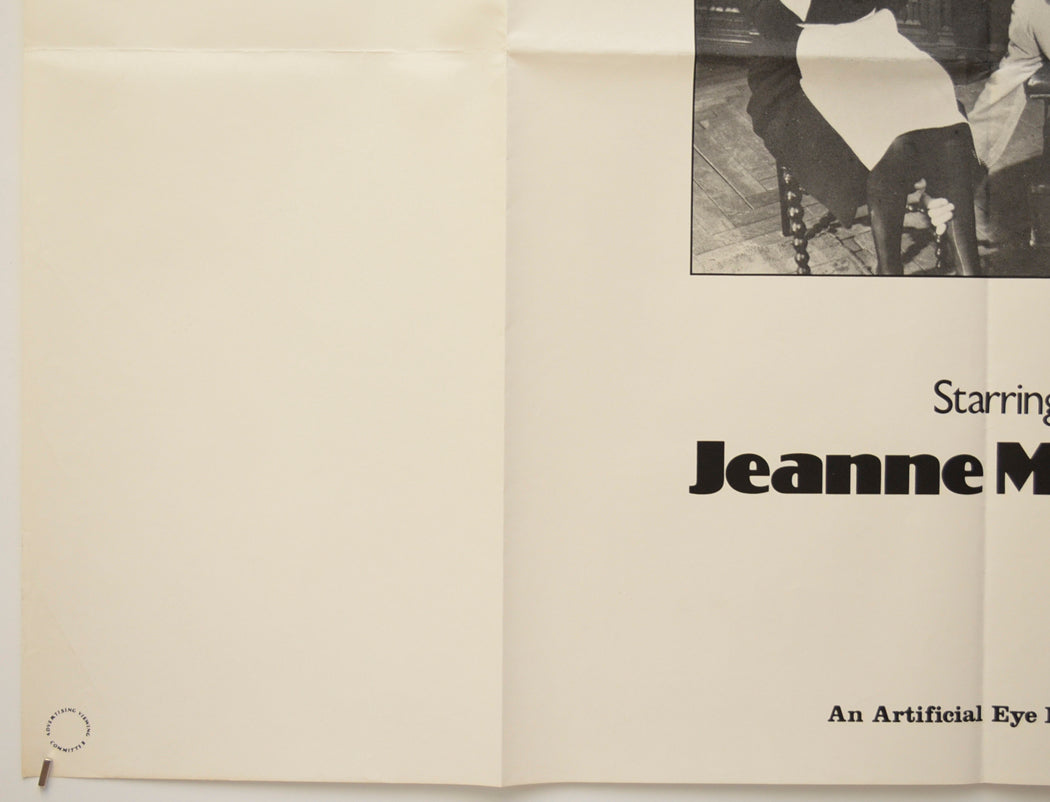 Starring
Jeanne M
An Artificial Eye
ADVERTISING VIEWING COMMITTEE